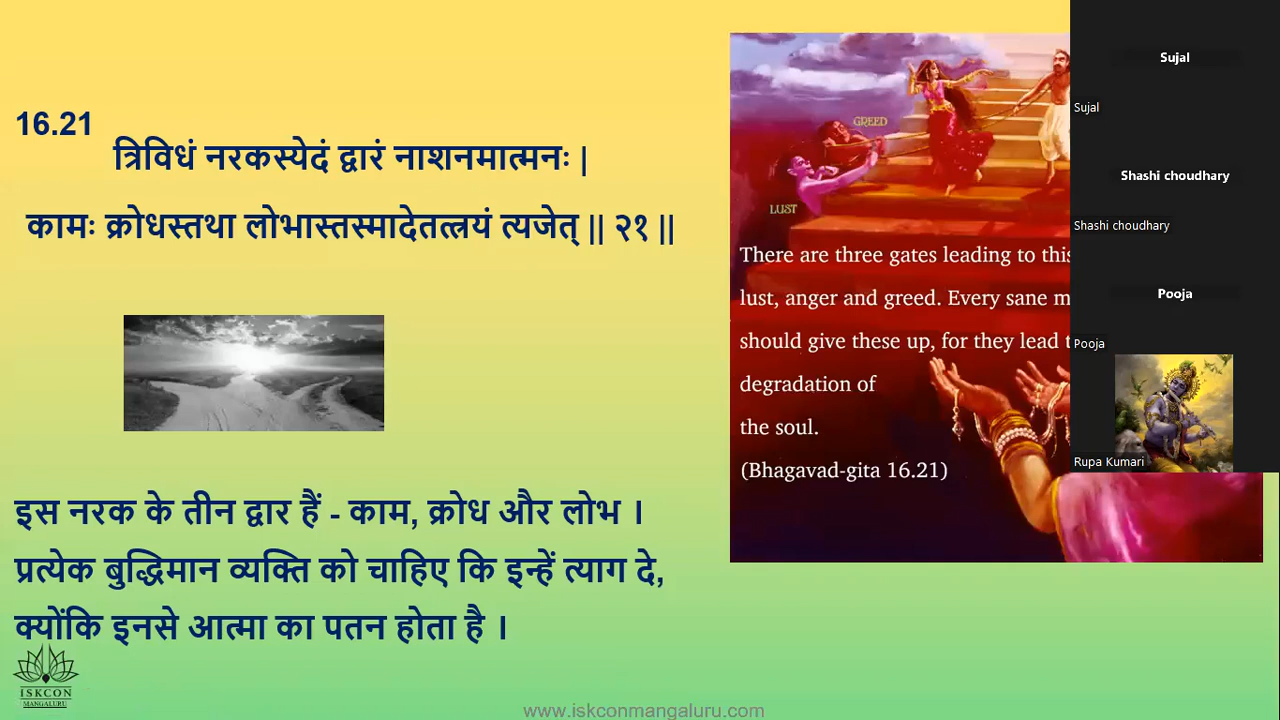 16.21
त्रिविधं नरकस्येदं द्वारं नाशनमात्मनः |
कामः क्रोधस्तथा लोभास्तस्मादेतत्त्रयं त्यजेत् || २१ ||
इस नरक के तीन द्वार हैं - काम, क्रोध और लोभ ।
प्रत्येक बुद्धिमान व्यक्ति को चाहिए कि इन्हें त्याग दे,
क्योंकि इनसे आत्मा का पतन होता है ।
ISKCON
MANGALURU
www.iskconmangaluru.com
GREED
LUST
There are three gates leading to this
lust, anger and greed. Every sane m
should give these up, for they lead t
degradation of
the soul.
(Bhagavad-gita 16.21)
Sujal
Sujal
Shashi choudhary
Shashi choudhary
Pooja
Pooja
Rupa Kumari